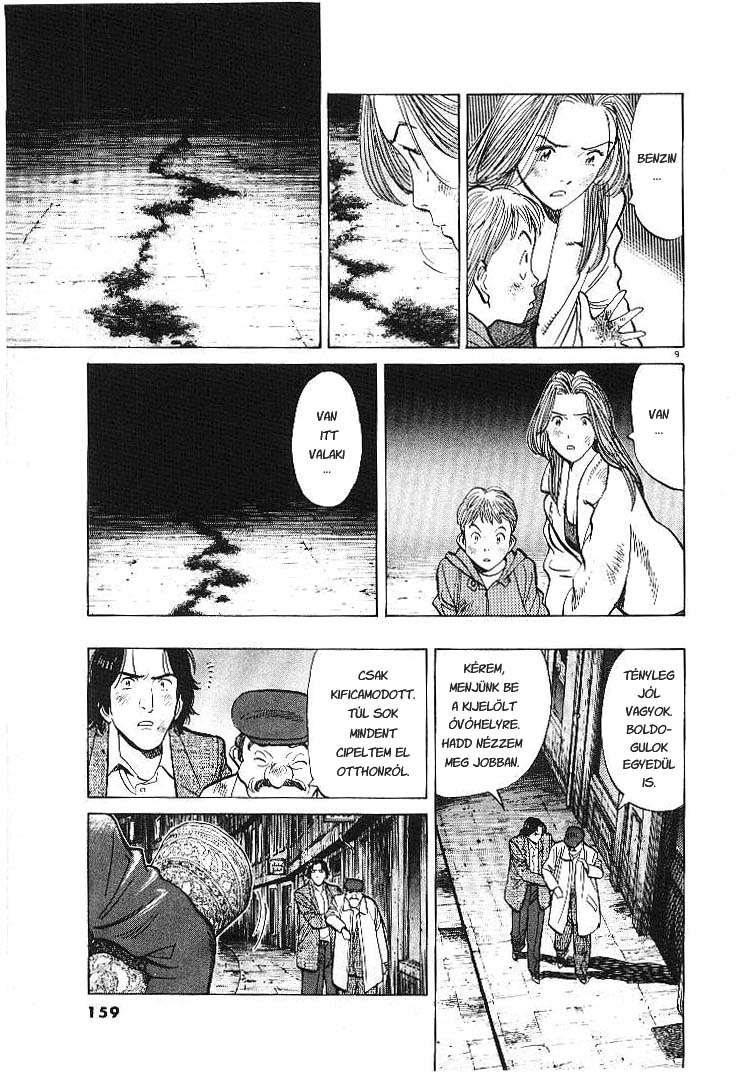 BENZIN
...
9
VAN
...
VAN
ITT
VALAKI
...
TÉNYLEG
JÓL
VAGYOK.
BOLDO-
GULOK
EGYEDÜL
IS.
KÉREM,
MENJÜNK BE
A KIJELÖLT
ÓVÓHELYRE.
HADD NÉZZEM
MEG JOBBAN.
CSAK
KIFICAMODOTT.
TÚL SOK
MINDENT
CIPELTEM EL
OTTHONRÓL.
159